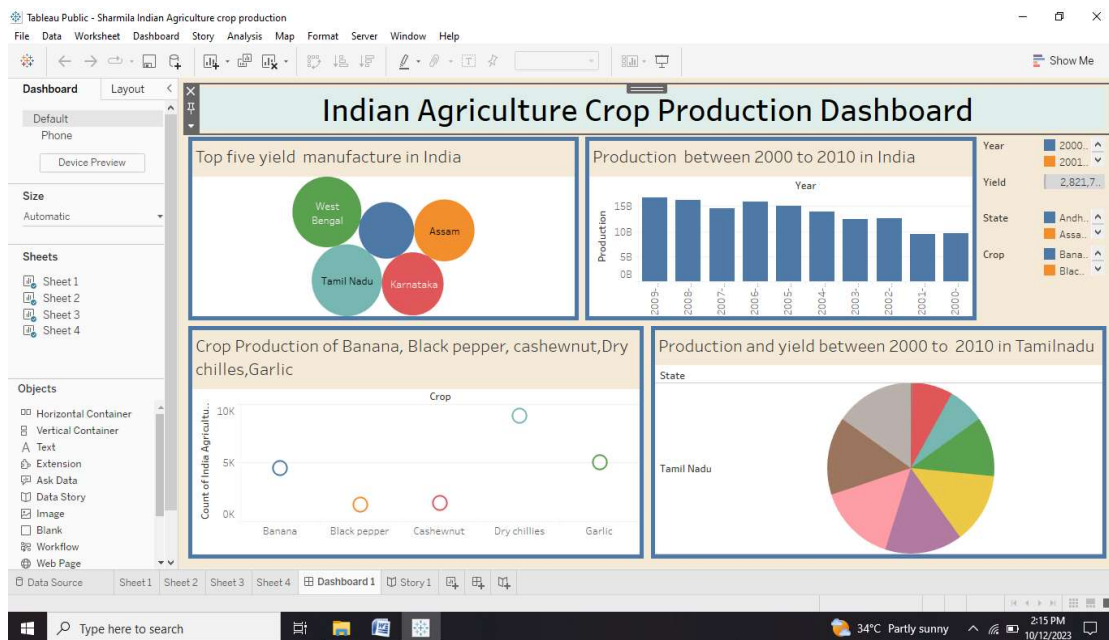 Tableau Public - Sharmila Indian Agriculture crop production
File Data Worksheet Dashboard Story Analysis Map Format Server Window Help
Show Me
Dashboard Layout
Default
Phone
Device Preview
Size
Automatic
Sheets
Sheet 1
Sheet 2
Sheet 3
Sheet 4
Objects
Horizontal Container
Vertical Container
Text
Extension
Ask Data
Data Story
Image
Blank
Workflow
Web Page
Indian Agriculture Crop Production Dashboard
Top five yield manufacture in India
West
Bengal
Assam
Tamil Nadu
Karnataka
Production between 2000 to 2010 in India
Year
Production
15B
10B
5B
0B
2009-..
2008-..
2007-..
2006-..
2005-..
2004-..
2003-..
2002-..
2001-..
2000-..
Year
2000..
2001..
Yield
2,821,7..
State
Andh..
Assa..
Crop
Bana..
Blac..
Crop Production of Banana, Black pepper, cashewnut,Dry
chilles,Garlic
Crop
Count of India Agricultu..
10K
5K
0K
Banana Black pepper Cashewnut Dry chillies Garlic
Production and yield between 2000 to 2010 in Tamilnadu
State
Tamil Nadu
Data Source Sheet 1 Sheet 2 Sheet 3 Sheet 4 Dashboard 1 Story 1
Type here to search
34°C Partly sunny
2:15 PM
10/12/2023